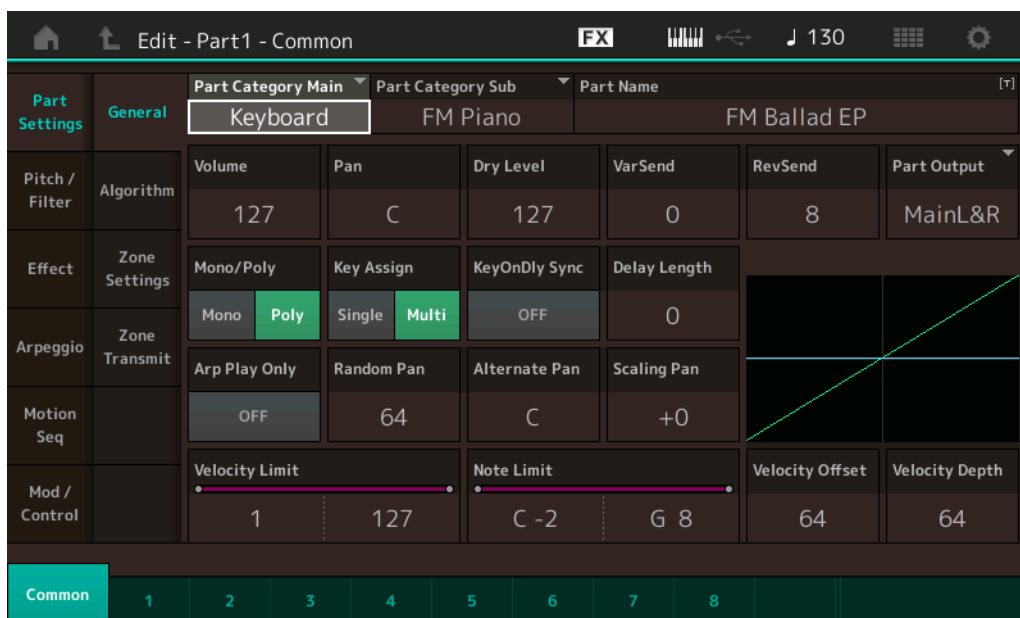 Edit - Part1 - Common
FX
130
Part Settings
General
Part Category Main
Keyboard
Part Category Sub
FM Piano
Part Name
[T]
FM Ballad EP
Pitch / Filter
Algorithm
Volume
127
Pan
C
Dry Level
127
VarSend
0
RevSend
8
Part Output
MainL&R
Effect
Zone Settings
Mono/Poly
Mono
Poly
Key Assign
Single
Multi
KeyOnDly Sync
OFF
Delay Length
0
Arpeggio
Zone Transmit
Arp Play Only
OFF
Random Pan
64
Alternate Pan
C
Scaling Pan
+0
Motion Seq
Mod / Control
Velocity Limit
1
127
Note Limit
C -2
G 8
Velocity Offset
64
Velocity Depth
64
Common
1
2
3
4
5
6
7
8